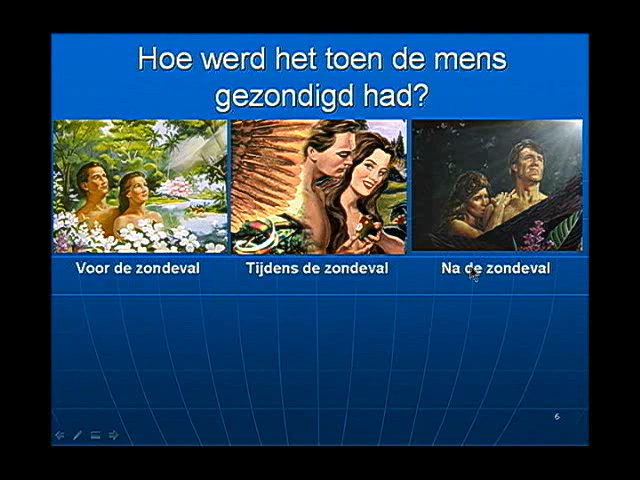 Hoe werd het toen de mens
gezondigd had?
Voor de zondeval
Tijdens de zondeval
Na de zondeval
6